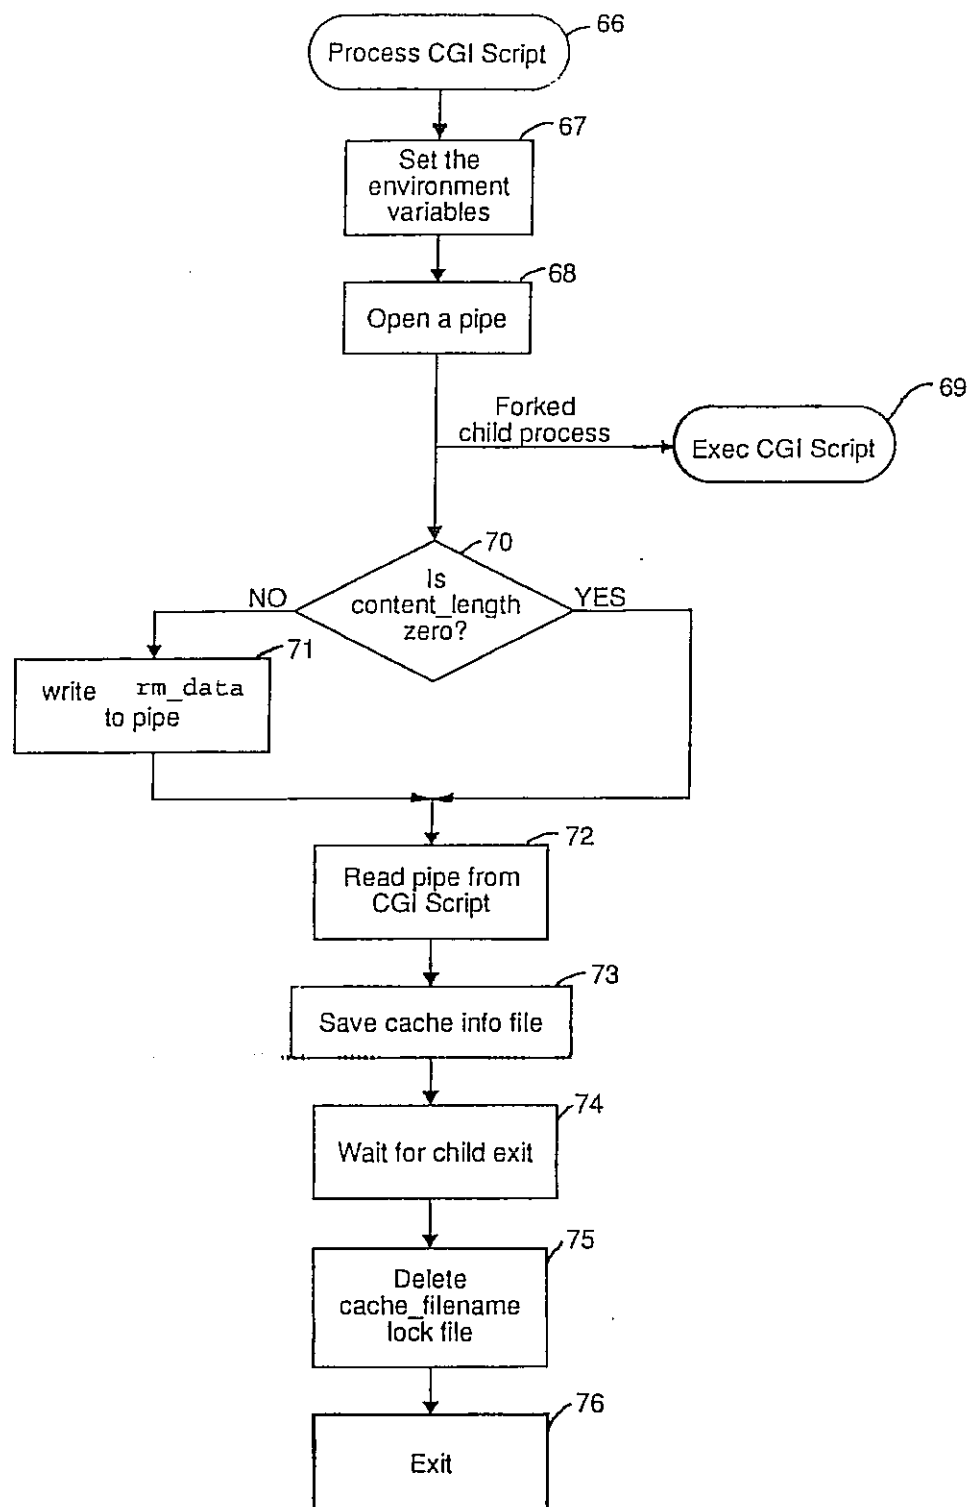 66
Process CGI Script
67
Set the
environment
variables
68
Open a pipe
69
Forked
child process
Exec CGI Script
70
Is
content_length
zero?
NO
YES
71
write rm_data
to pipe
72
Read pipe from
CGI Script
73
Save cache info file
74
Wait for child exit
75
Delete
cache_filename
lock file
76
Exit